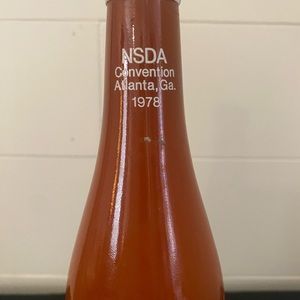 NSDA
Convention
Atlanta, Ga.
1978